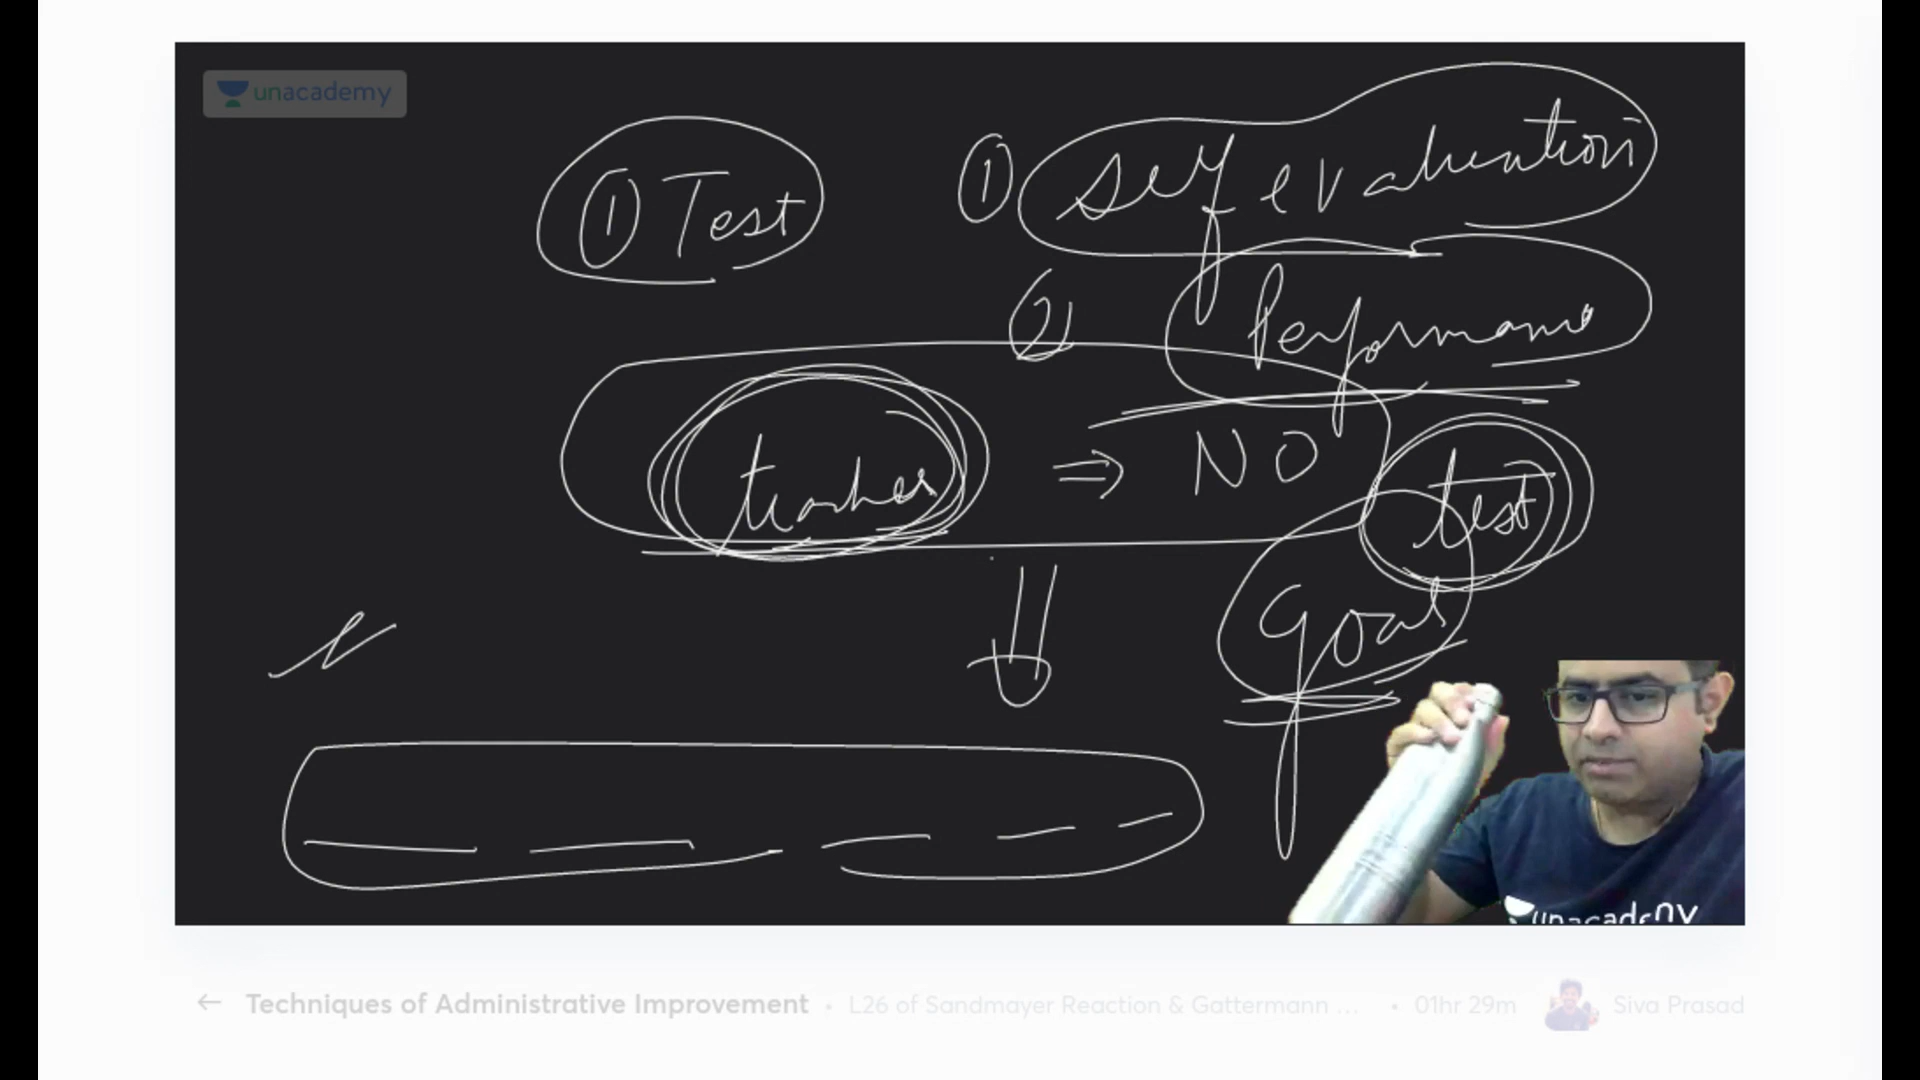 unacademy
① Test
① Self evaluation
② Performance
teacher ⇒ NO test
Goal
unacademy
← Techniques of Administrative Improvement • L26 of Sandmayer Reaction & Gattermann ... • 01hr 29m Siva Prasad